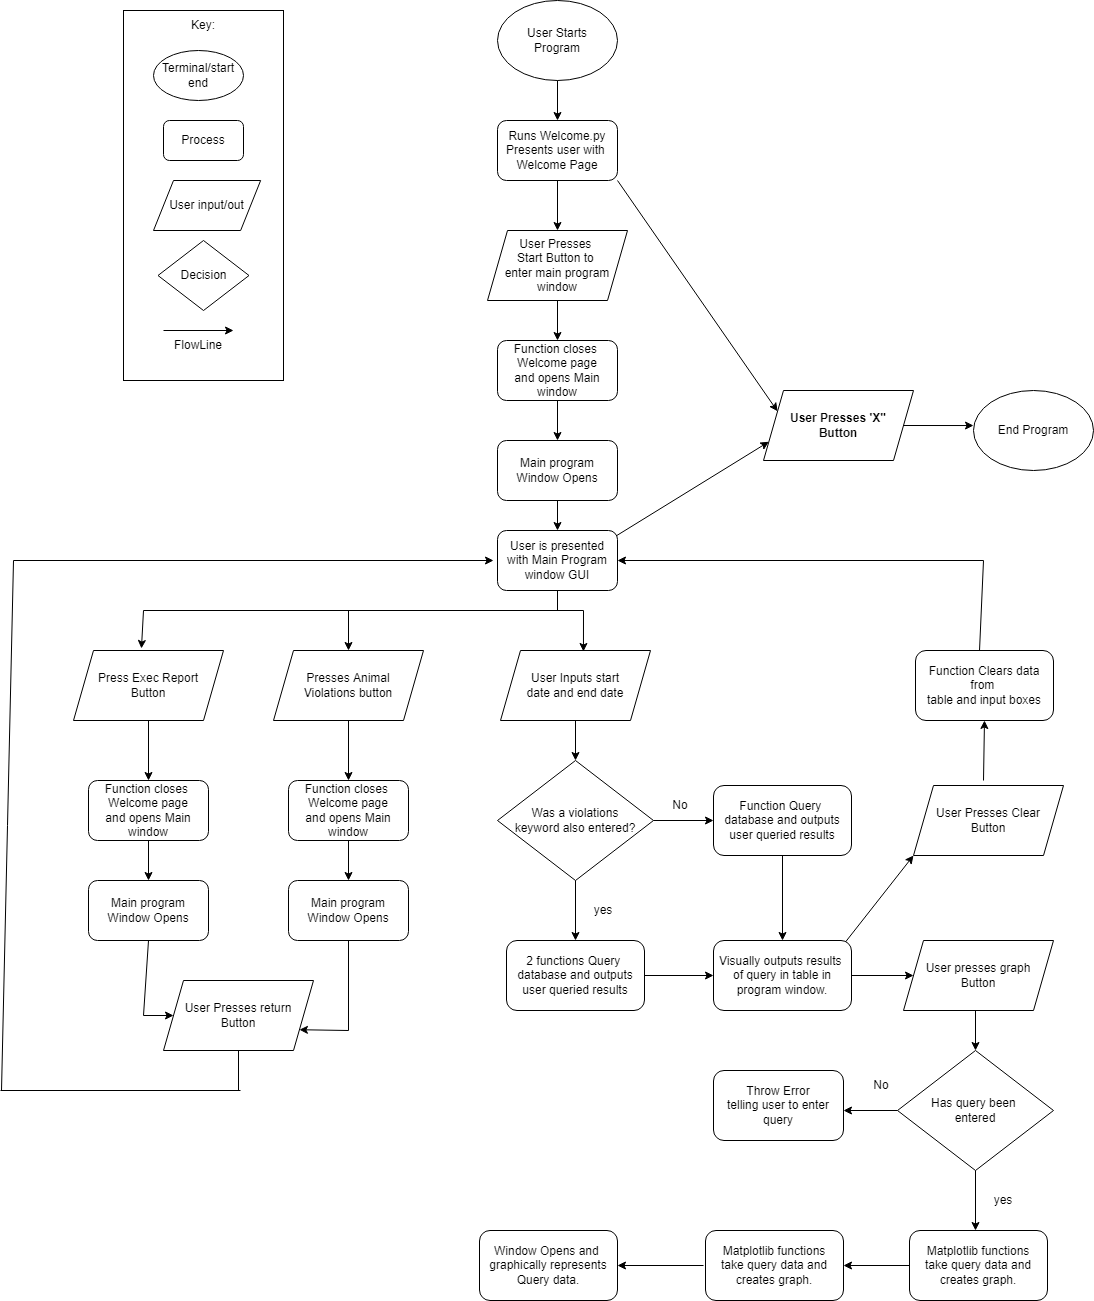 Key:
Terminal/start
end
Process
User input/out
Decision
FlowLine
User Starts
Program
Runs Welcome.py
Presents user with
Welcome Page
User Presses
Start Button to
enter main program
window
Function closes
Welcome page
and opens Main
window
Main program
Window Opens
User Presses 'X"
Button
End Program
User is presented
with Main Program
window GUI
Press Exec Report
Button
Presses Animal
Violations button
User Inputs start
date and end date
Function Clears data
from
table and input boxes
Function closes
Welcome page
and opens Main
window
Function closes
Welcome page
and opens Main
window
Was a violations
keyword also entered?
No
Function Query
database and outputs
user queried results
User Presses Clear
Button
Main program
Window Opens
Main program
Window Opens
yes
2 functions Query
database and outputs
user queried results
Visually outputs results
of query in table in
program window.
User presses graph
Button
User Presses return
Button
Throw Error
telling user to enter
query
No
Has query been
entered
yes
Window Opens and
graphically represents
Query data.
Matplotlib functions
take query data and
creates graph.
Matplotlib functions
take query data and
creates graph.